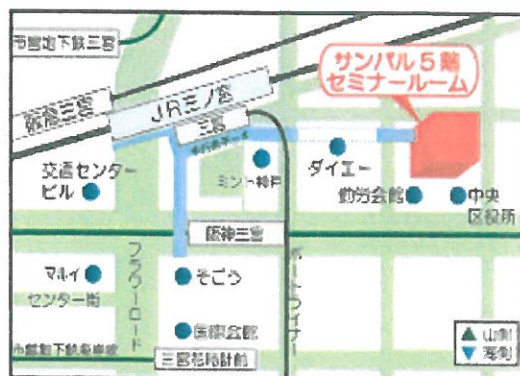 市営地下鉄三宮
サンパル5階
セミナールーム
阪急三宮
JR三ノ宮
三宮
交通センター
ビル
ミント神戸
ダイエー
勤労会館
中央
区役所
阪神三宮
フラワーロード
ポートライナー
マルイ
そごう
センター街
国際会館
市営地下鉄海岸線
三宮花時計前
山側
海側